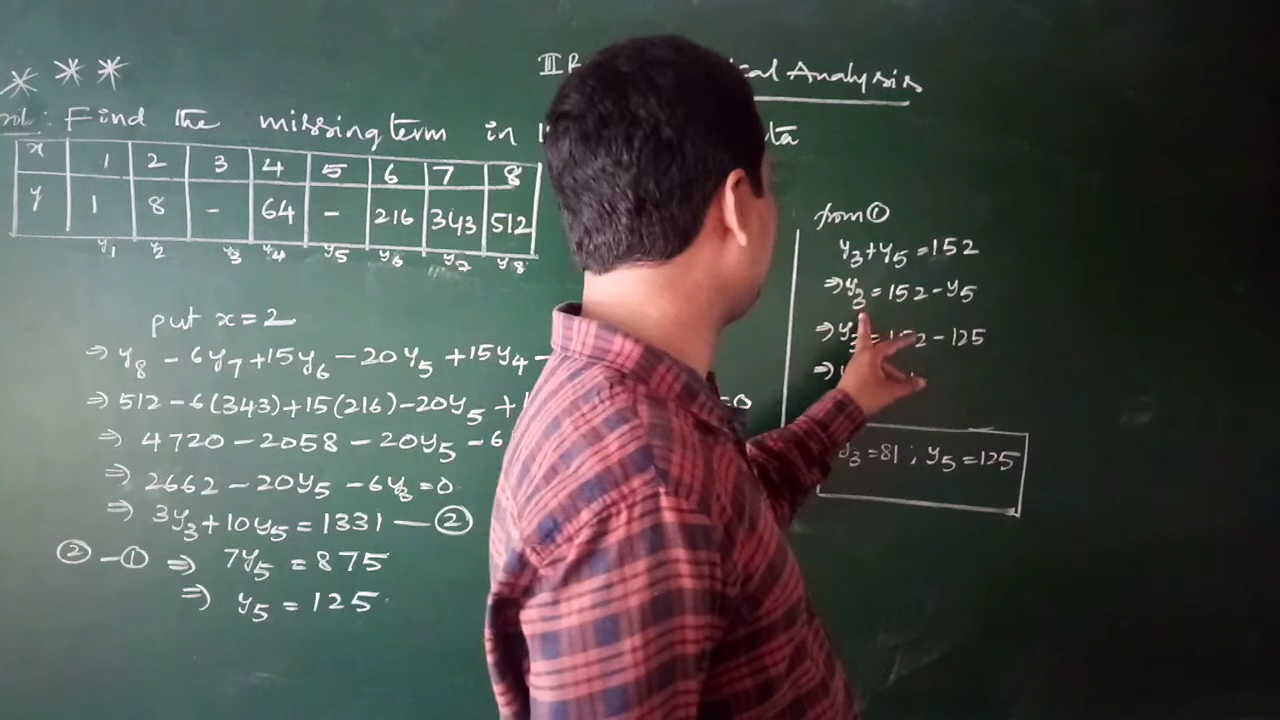 * * *
III B ical Analysis
Find the missing term in ta
x 1 2 3 4 5 6 7 8
y 1 8 - 64 - 216 343 512
y₁ y₂ y₃ y₄ y₅ y₆ y₇ y₈
put x = 2
⇒ y₈ - 6y₇ + 15y₆ - 20y₅ + 15y₄ -
⇒ 512 - 6(343) + 15(216) - 20y₅ + = 0
⇒ 4720 - 2058 - 20y₅ - 6
⇒ 2662 - 20y₅ - 6y₃ = 0
⇒ 3y₃ + 10y₅ = 1331 — ②
② - ① ⇒ 7y₅ = 875
⇒ y₅ = 125
from ①
y₃ + y₅ = 152
⇒ y₃ = 152 - y₅
⇒ y₃ = 152 - 125
⇒
y₃ = 81 ; y₅ = 125